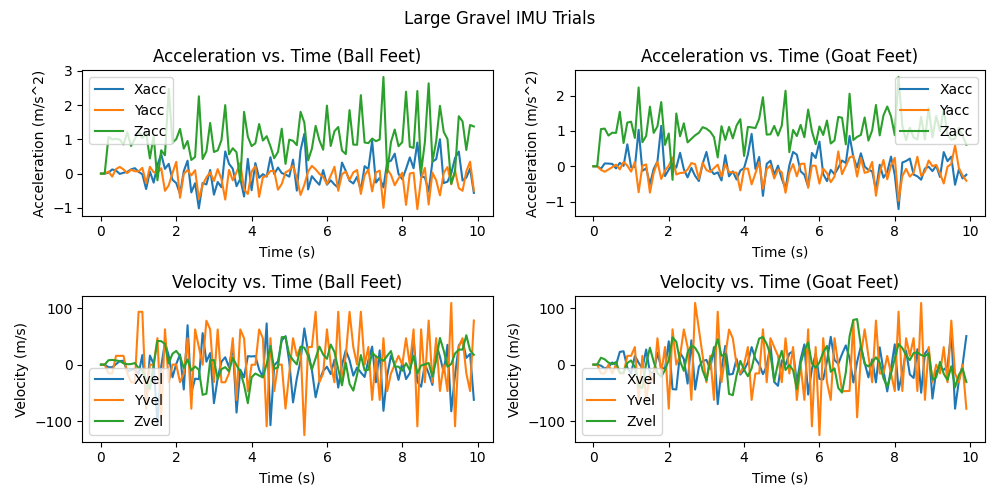 Large Gravel IMU Trials
Acceleration vs. Time (Ball Feet)
Acceleration (m/s^2)
3
2
1
0
−1
Xacc
Yacc
Zacc
0 2 4 6 8 10
Time (s)
Acceleration vs. Time (Goat Feet)
Acceleration (m/s^2)
2
1
0
−1
Xacc
Yacc
Zacc
0 2 4 6 8 10
Time (s)
Velocity vs. Time (Ball Feet)
Velocity (m/s)
100
0
−100
Xvel
Yvel
Zvel
0 2 4 6 8 10
Time (s)
Velocity vs. Time (Goat Feet)
Velocity (m/s)
100
0
−100
Xvel
Yvel
Zvel
0 2 4 6 8 10
Time (s)